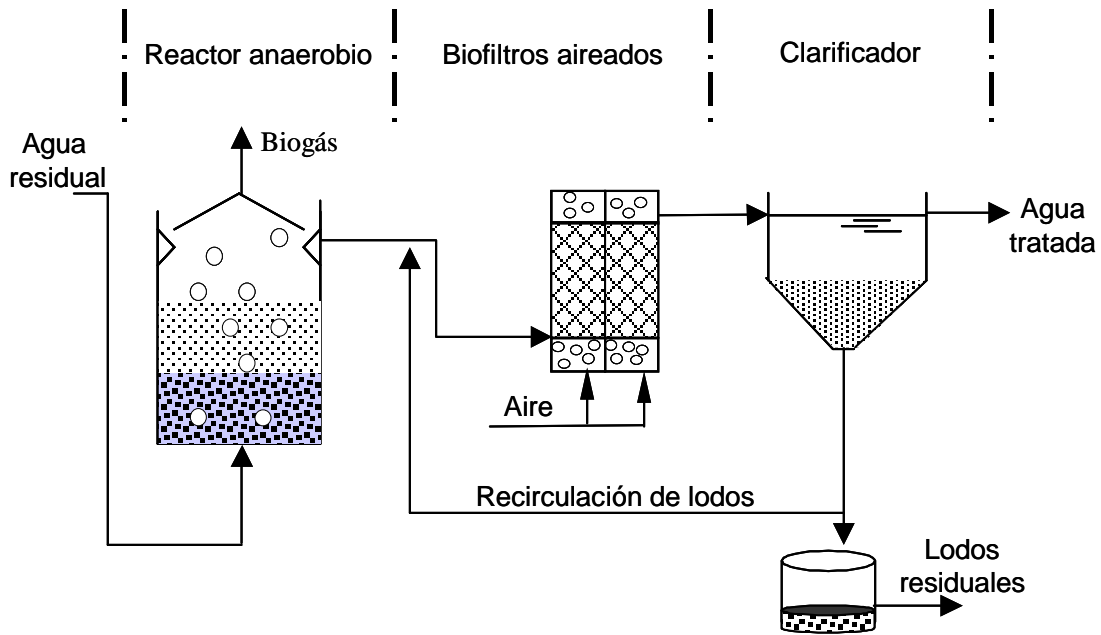 Reactor anaerobio
Biofiltros aireados
Clarificador
Agua
residual
Biogás
Agua
tratada
Aire
Recirculación de lodos
Lodos
residuales